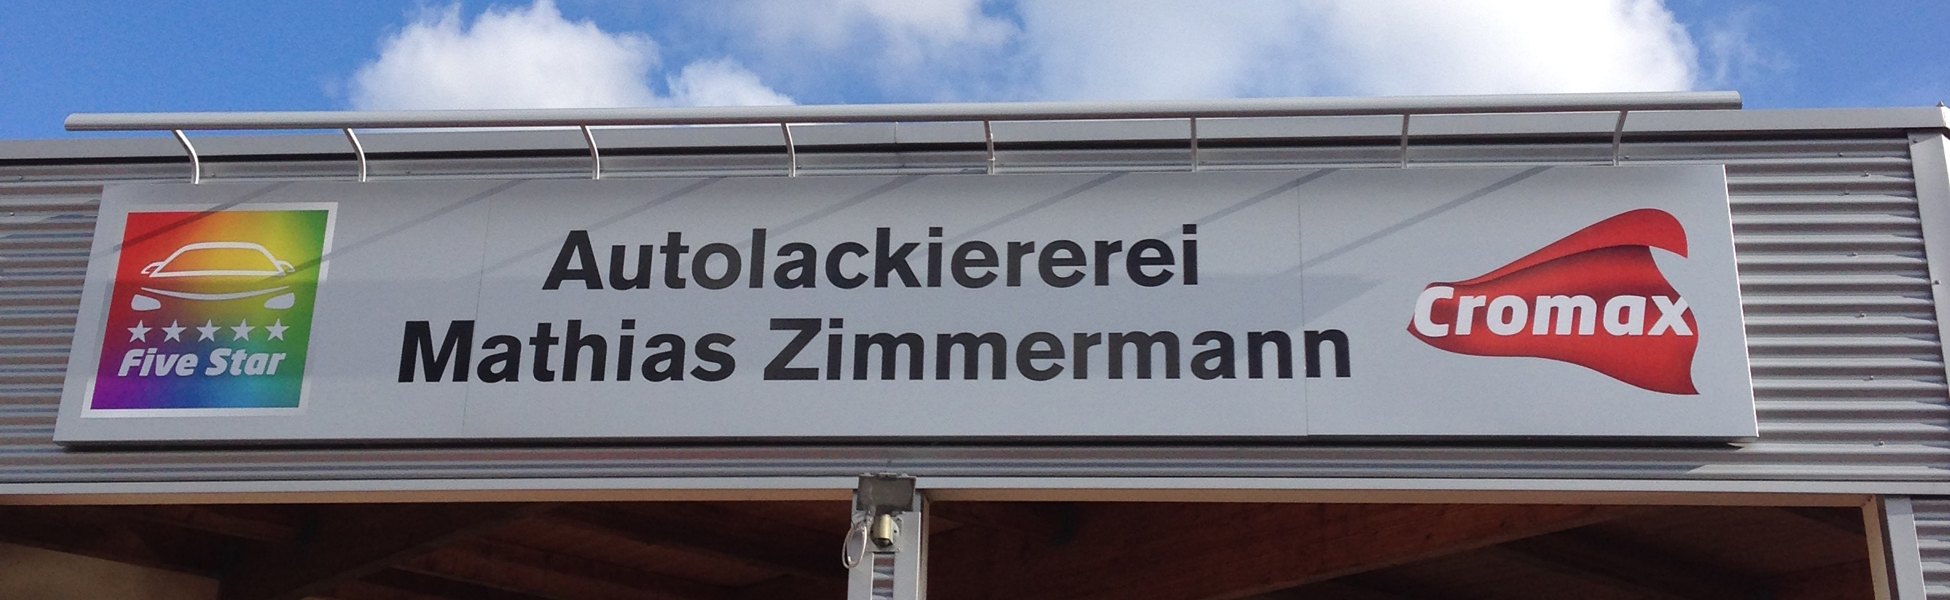 Five Star
Autolackiererei
Mathias Zimmermann
Cromax